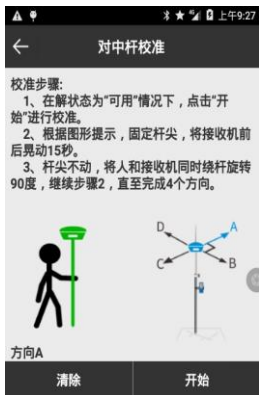 上午9:27
对中杆校准
校准步骤:
1、在解状态为"可用"情况下，点击"开
始"进行校准。
2、根据图形提示，固定杆尖，将接收机前
后晃动15秒。
3、杆尖不动，将人和接收机同时绕杆旋转
90度，继续步骤2，直至完成4个方向。
D
A
C
B
方向A
清除
开始